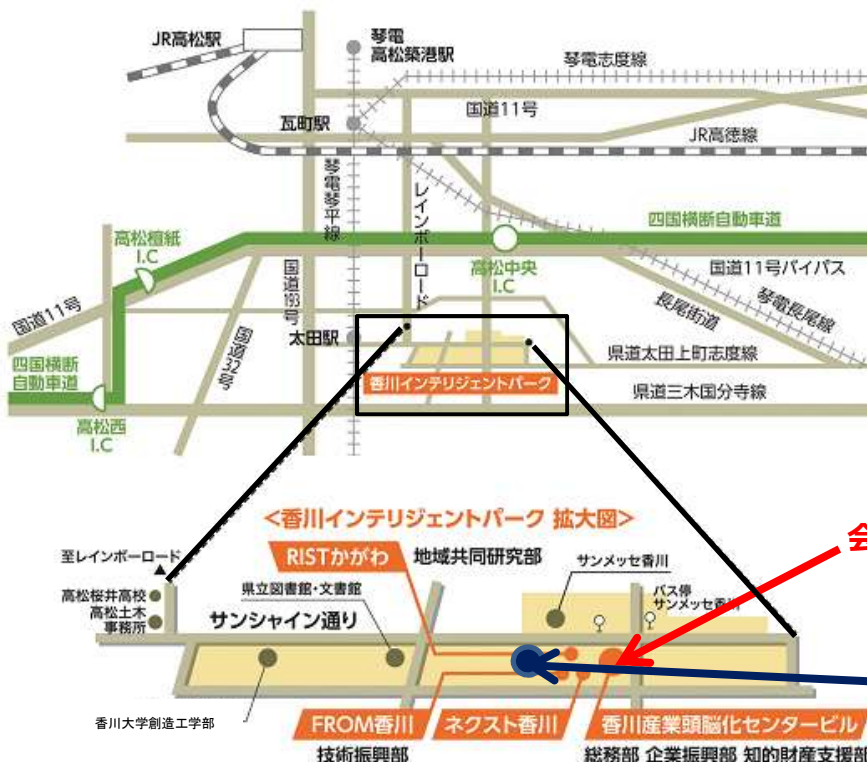 JR高松駅
琴電
高松築港駅
琴電志度線
国道11号
瓦町駅
JR高徳線
琴電琴平線
レインボーロード
四国横断自動車道
高松檀紙
I.C
高松中央
I.C
国道11号バイパス
国道11号
国道193号
国道32号
長尾街道
琴電長尾線
太田駅
県道太田上町志度線
四国横断
自動車道
香川インテリジェントパーク
県道三木国分寺線
高松西
I.C
<香川インテリジェントパーク 拡大図>
会
至レインボーロード
RISTかがわ
地域共同研究部
サンメッセ香川
高松桜井高校
県立図書館・文書館
バス停
サンメッセ香川
高松土木
事務所
サンシャイン通り
香川大学創造工学部
FROM香川
ネクスト香川
香川産業頭脳化センタービル
技術振興部
総務部 企業振興部 知的財産支援部